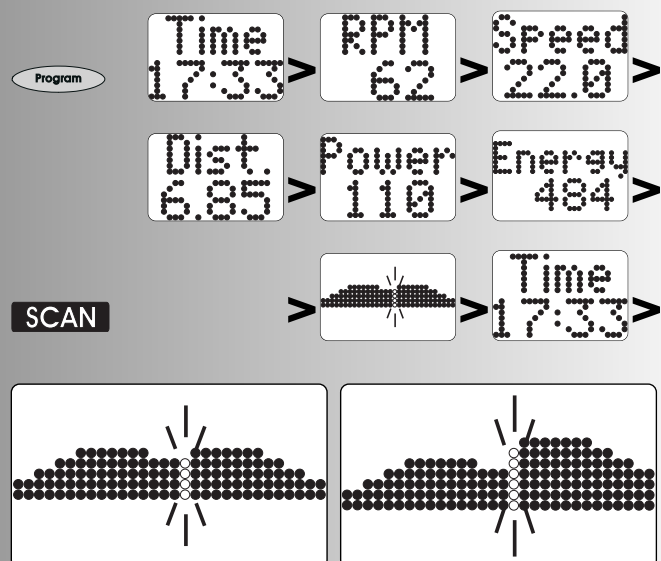 Program
Time
17:33
>
RPM
62
>
Speed
22.0
>
Dist.
6.85
>
Power
110
>
Energy
484
>
SCAN
>
>
Time
17:33
>